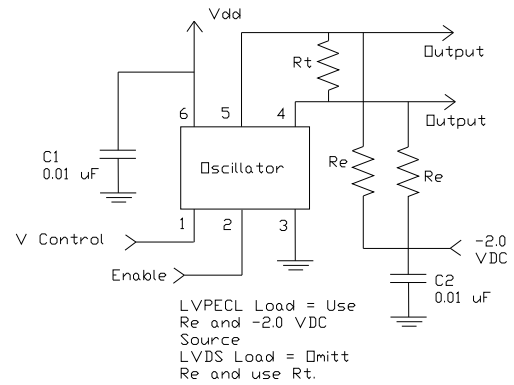 Vdd
Output
Rt
6 5 4
Output
C1
0.01 uF
Oscillator
Re
Re
1 2 3
V Control
-2.0
VDC
Enable
C2
0.01 uF
LVPECL Load = Use
Re and -2.0 VDC
Source
LVDS Load = Omitt
Re and use Rt.